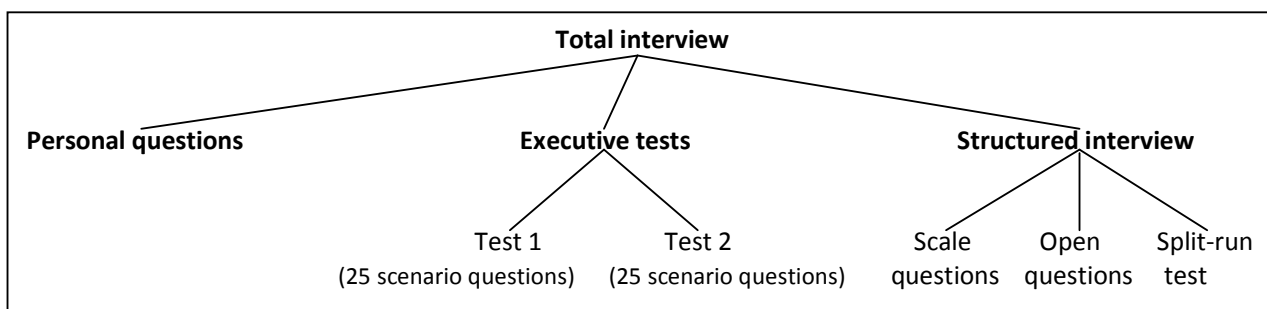 Total interview
Personal questions Executive tests Structured interview
Test 1 Test 2 Scale Open Split-run
(25 scenario questions) (25 scenario questions) questions questions test